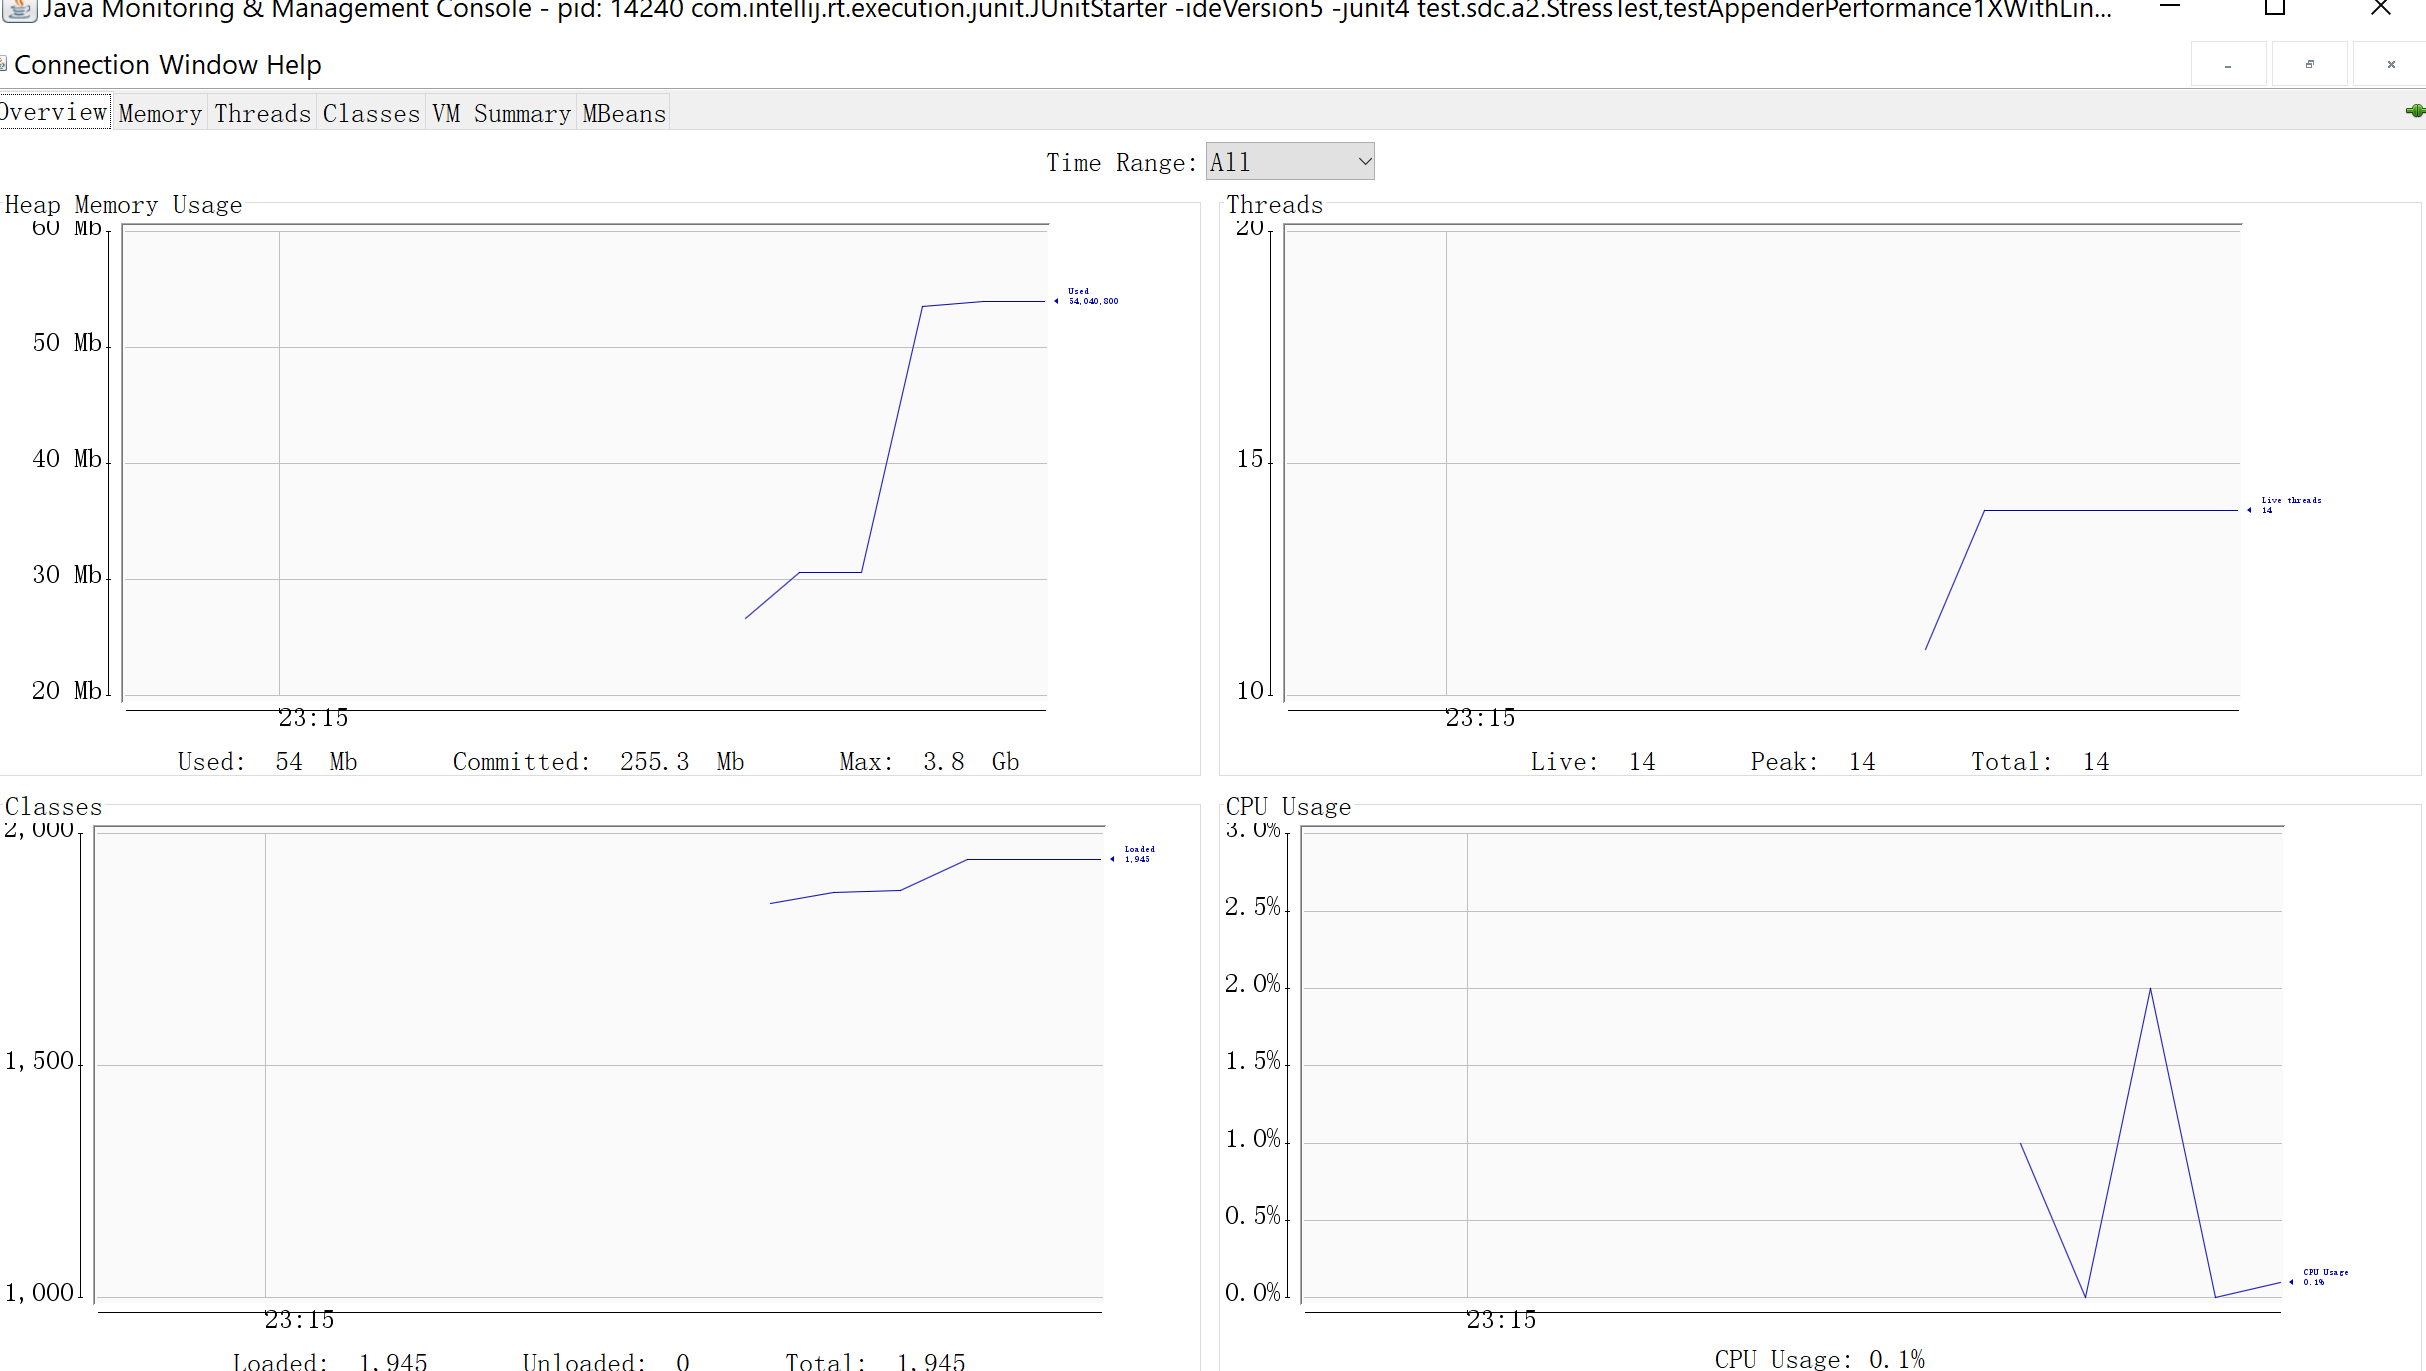 Java Monitoring & Management Console - pid: 14240 com.intellij.rt.execution.junit.JUnitStarter -ideVersion5 -junit4 test.sdc.a2.StressTest,testAppenderPerformance1XWithLin...
Connection Window Help
Overview Memory Threads Classes VM Summary MBeans
Time Range: All
Heap Memory Usage
60 Mb
50 Mb
40 Mb
30 Mb
20 Mb
Used
54,040,800
23:15
Used: 54 Mb Committed: 255.3 Mb Max: 3.8 Gb
Threads
20
15
10
Live threads
14
23:15
Live: 14 Peak: 14 Total: 14
Classes
2,000
1,500
1,000
Loaded
1,945
23:15
Loaded: 1,945 Unloaded: 0 Total: 1,945
CPU Usage
3.0%
2.5%
2.0%
1.5%
1.0%
0.5%
0.0%
CPU Usage
0.1%
23:15
CPU Usage: 0.1%